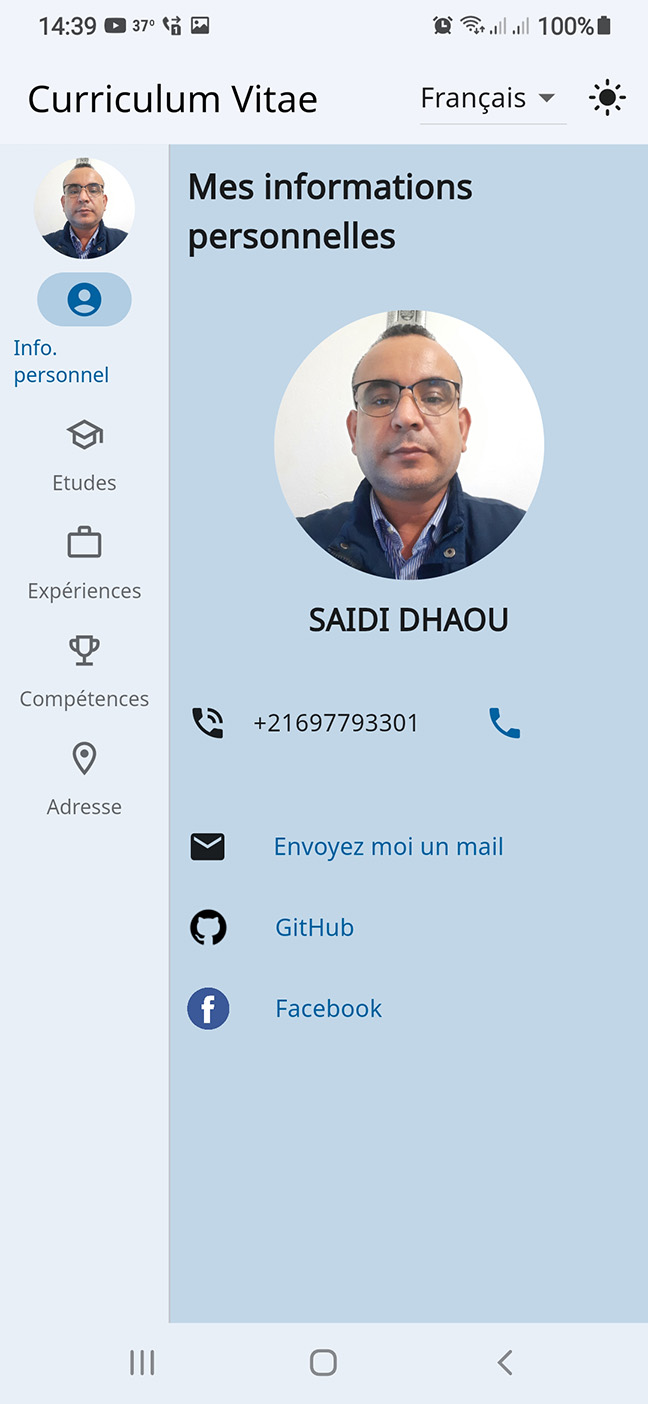 14:39 37° 100%
Curriculum Vitae Français
Mes informations
personnelles
Info.
personnel
Etudes
Expériences
Compétences
Adresse
SAIDI DHAOU
+21697793301
Envoyez moi un mail
GitHub
Facebook